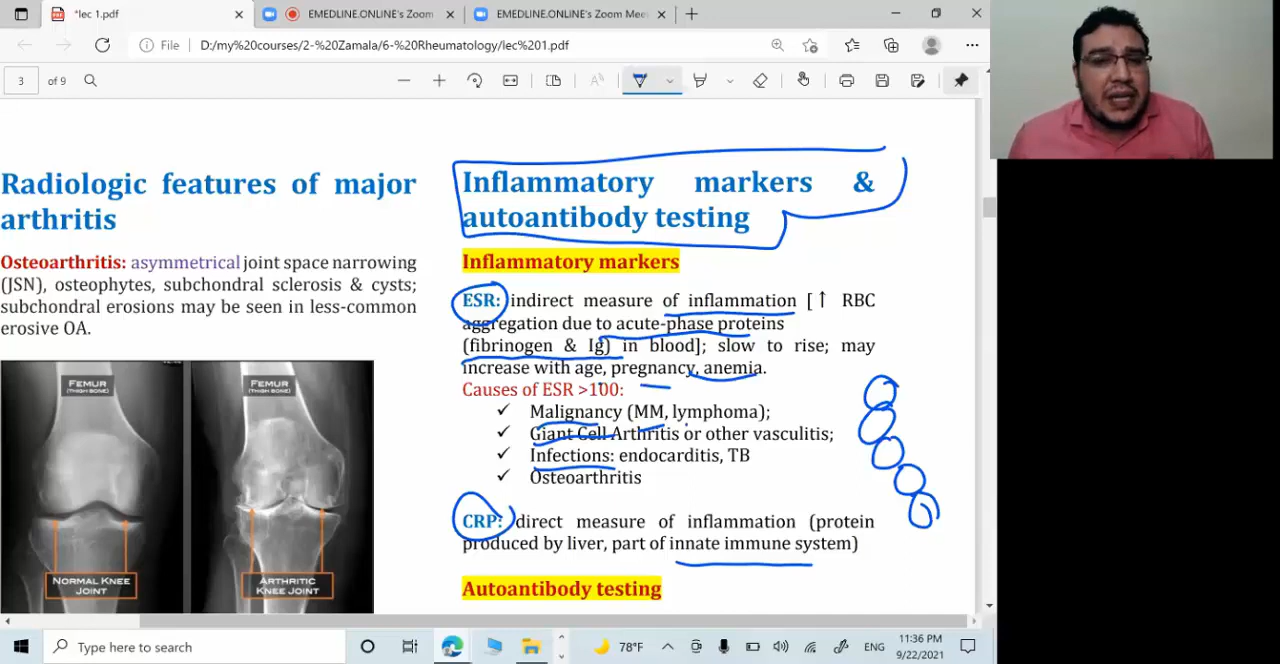 *lec 1.pdf
EMEDLINE.ONLINE's Zoom
EMEDLINE.ONLINE's Zoom Mee
File
D:/my%20courses/2-%20Zamala/6-%20Rheumatology/lec%201.pdf
3
of 9
Radiologic features of major
arthritis
Osteoarthritis: asymmetrical joint space narrowing
(JSN), osteophytes, subchondral sclerosis & cysts;
subchondral erosions may be seen in less-common
erosive OA.
FEMUR
(THIGH BONE)
NORMAL KNEE
JOINT
FEMUR
(THIGH BONE)
ARTHRITIC
KNEE JOINT
Inflammatory markers &
autoantibody testing
Inflammatory markers
ESR: indirect measure of inflammation [↑ RBC
aggregation due to acute-phase proteins
(fibrinogen & Ig) in blood]; slow to rise; may
increase with age, pregnancy, anemia.
Causes of ESR >100:
✓ Malignancy (MM, lymphoma);
✓ Giant Cell Arthritis or other vasculitis;
✓ Infections: endocarditis, TB
✓ Osteoarthritis
CRP: direct measure of inflammation (protein
produced by liver, part of innate immune system)
Autoantibody testing
Type here to search
78°F
ENG
11:36 PM
9/22/2021